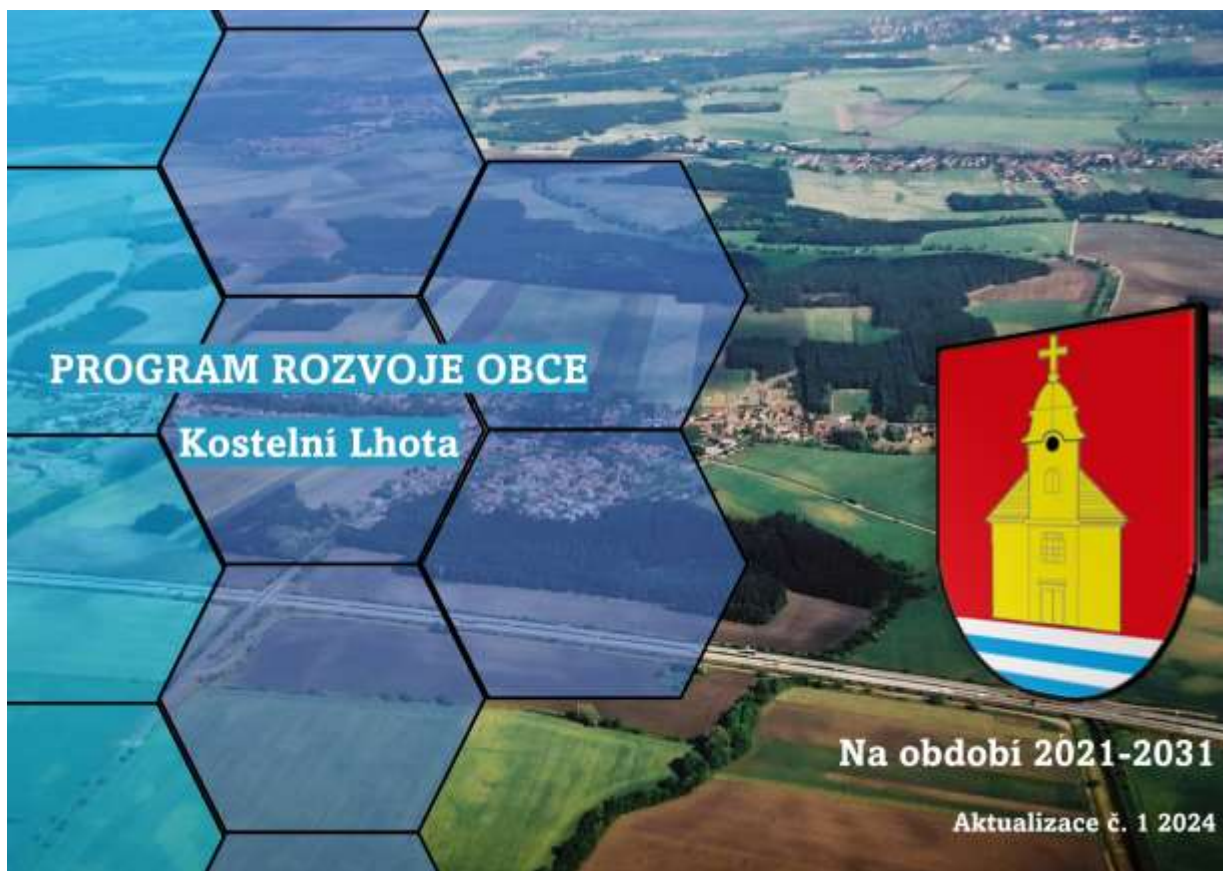 PROGRAM ROZVOJE OBCE
Kostelní Lhota
Na období 2021-2031
Aktualizace č. 1 2024